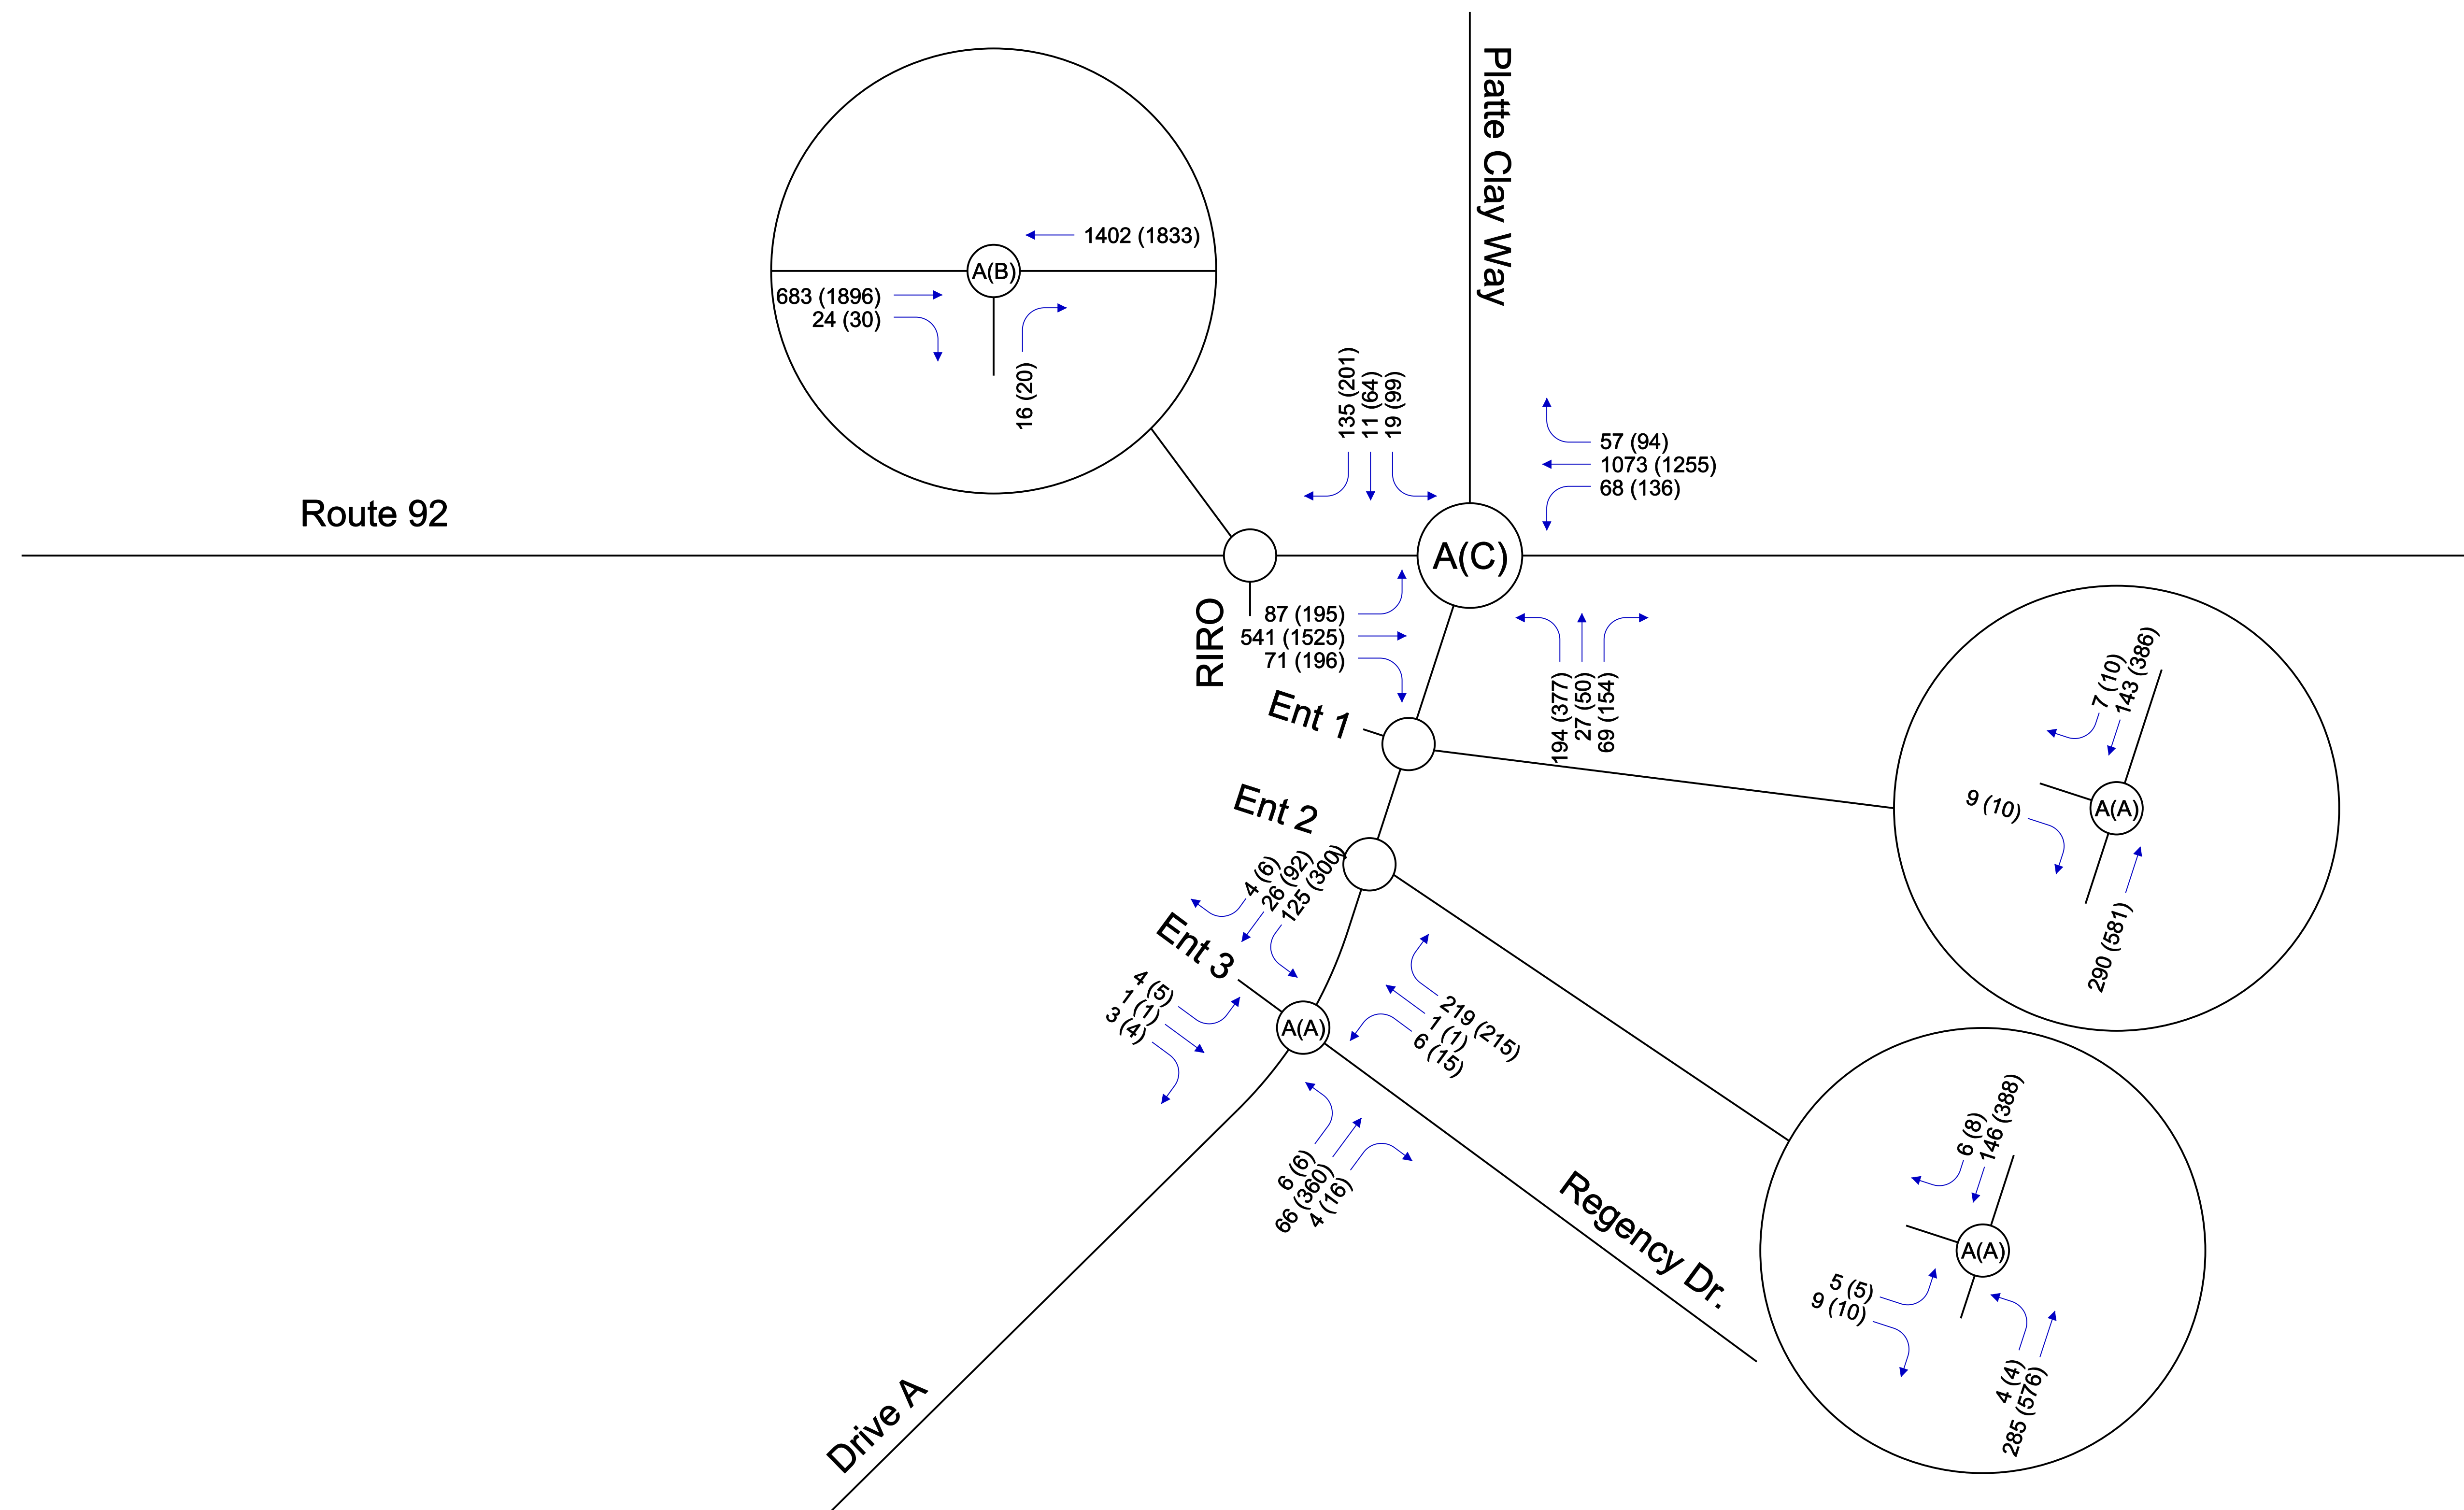 Platte Clay Way
1402 (1833)
A(B)
683 (1896)
24 (30)
16 (20)
135 (201)
11 (64)
19 (99)
57 (94)
1073 (1255)
68 (136)
Route 92
A(C)
RIRO
87 (195)
541 (1525)
71 (196)
194 (377)
27 (50)
69 (154)
Ent 1
7 (10)
143 (386)
A(A)
9 (10)
290 (581)
Ent 2
4 (6)
26 (92)
125 (300)
Ent 3
4 (5)
1 (1)
3 (4)
A(A)
219 (215)
1 (1)
6 (15)
6 (6)
66 (360)
4 (16)
Regency Dr.
6 (8)
146 (388)
A(A)
5 (5)
9 (10)
4 (4)
285 (576)
Drive A